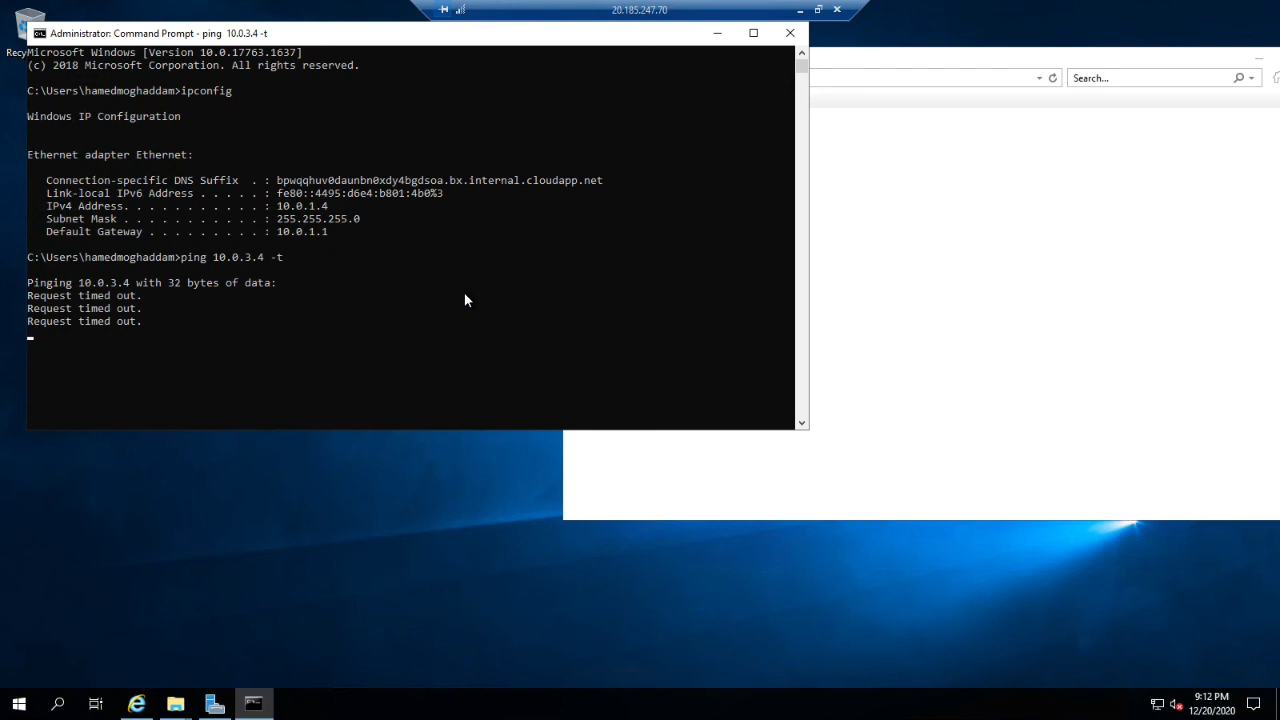 20.185.247.70
Administrator: Command Prompt - ping  10.0.3.4 -t
Recy
Microsoft Windows [Version 10.0.17763.1637]
(c) 2018 Microsoft Corporation. All rights reserved.
C:\Users\hamedmoghaddam>ipconfig
Windows IP Configuration
Ethernet adapter Ethernet:
Connection-specific DNS Suffix  . : bpwqqhuv0daunbn0xdy4bgdsoa.bx.internal.cloudapp.net
Link-local IPv6 Address . . . . . : fe80::4495:d6e4:b801:4b0%3
IPv4 Address. . . . . . . . . . . : 10.0.1.4
Subnet Mask . . . . . . . . . . . : 255.255.255.0
Default Gateway . . . . . . . . . : 10.0.1.1
C:\Users\hamedmoghaddam>ping 10.0.3.4 -t
Pinging 10.0.3.4 with 32 bytes of data:
Request timed out.
Request timed out.
Request timed out.
Search...
9:12 PM
12/20/2020